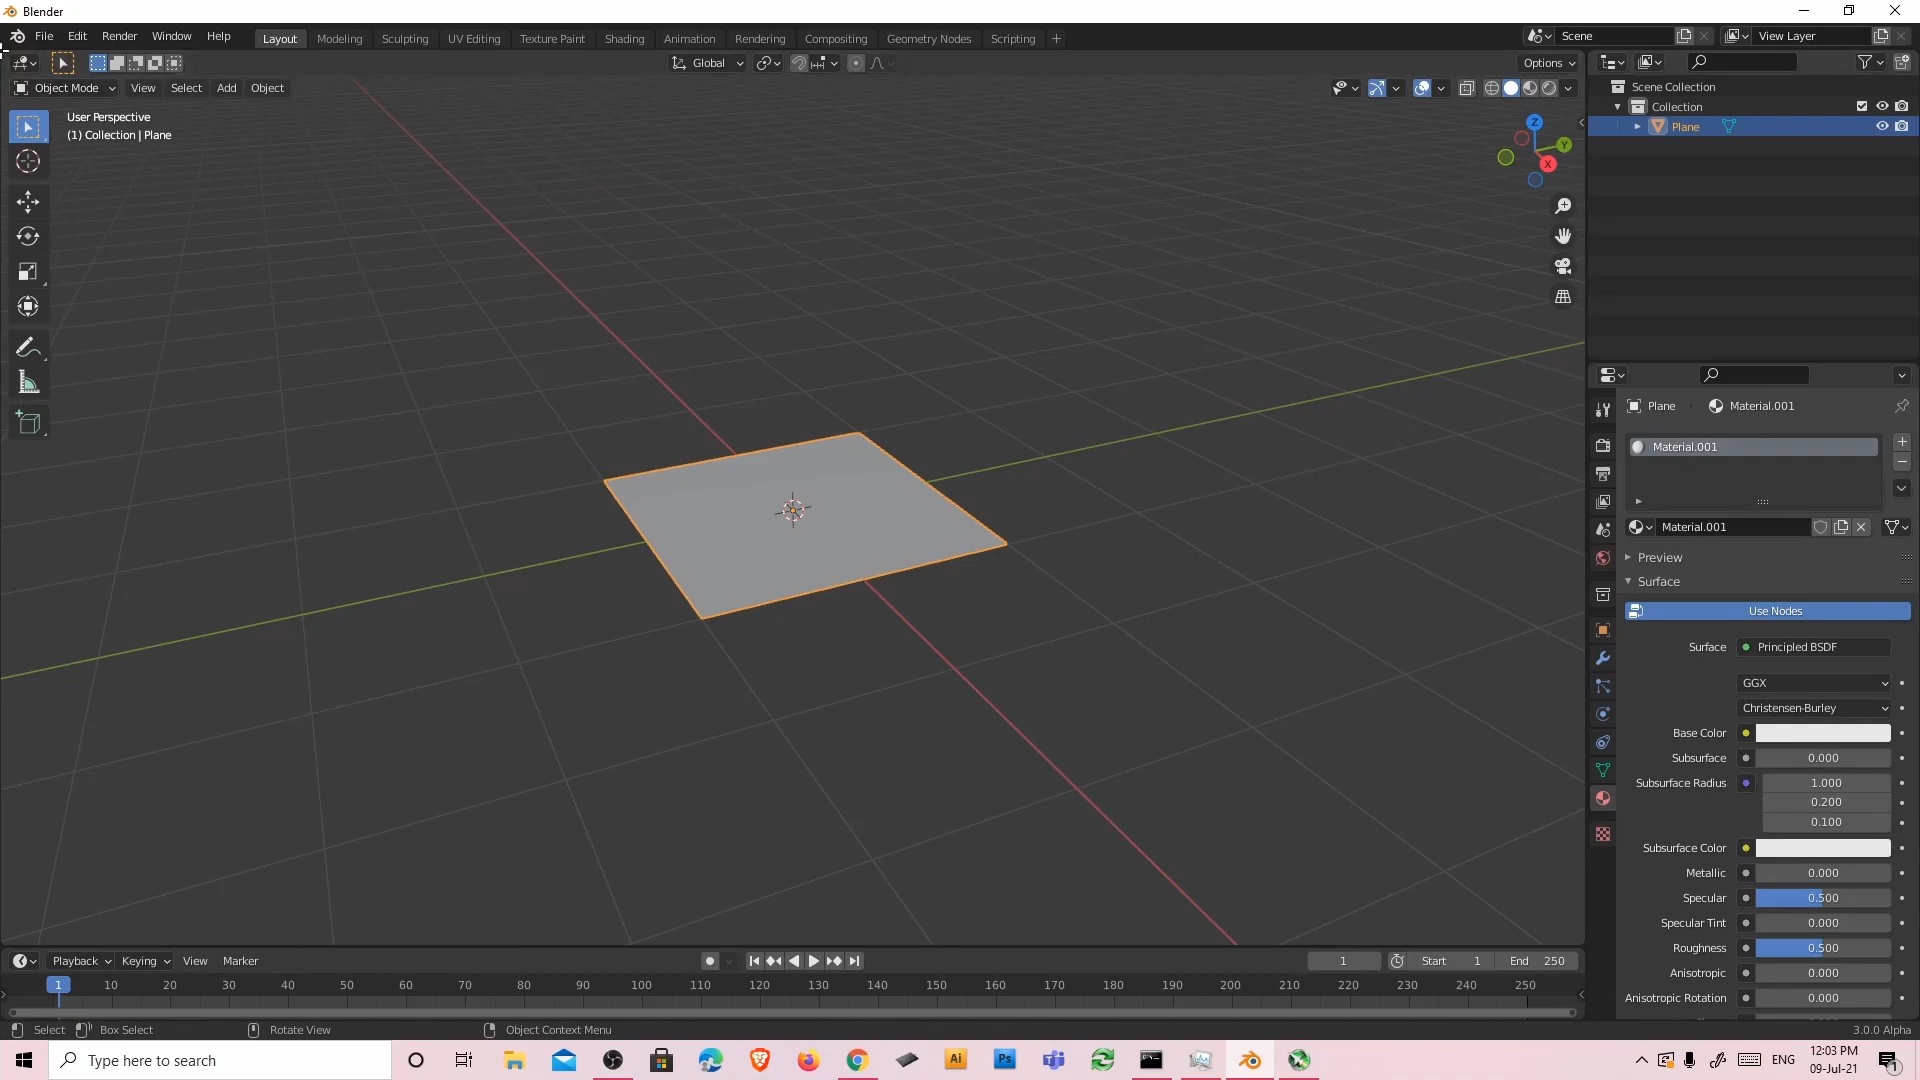 Blender
File Edit Render Window Help Layout Modeling Sculpting UV Editing Texture Paint Shading Animation Rendering Compositing Geometry Nodes Scripting + Scene View Layer
Global Options
Object Mode View Select Add Object
User Perspective
(1) Collection | Plane
Z
Y
X
Scene Collection
Collection
Plane
Plane Material.001
Material.001
Material.001
Preview
Surface
Use Nodes
Surface Principled BSDF
GGX
Christensen-Burley
Base Color
Subsurface 0.000
Subsurface Radius 1.000
0.200
0.100
Subsurface Color
Metallic 0.000
Specular 0.500
Specular Tint 0.000
Roughness 0.500
Anisotropic 0.000
Anisotropic Rotation 0.000
Playback Keying View Marker 1 Start 1 End 250
1 10 20 30 40 50 60 70 80 90 100 110 120 130 140 150 160 170 180 190 200 210 220 230 240 250
Select Box Select Rotate View Object Context Menu 3.0.0 Alpha
Type here to search Ai Ps ENG 12:03 PM
09-Jul-21 1